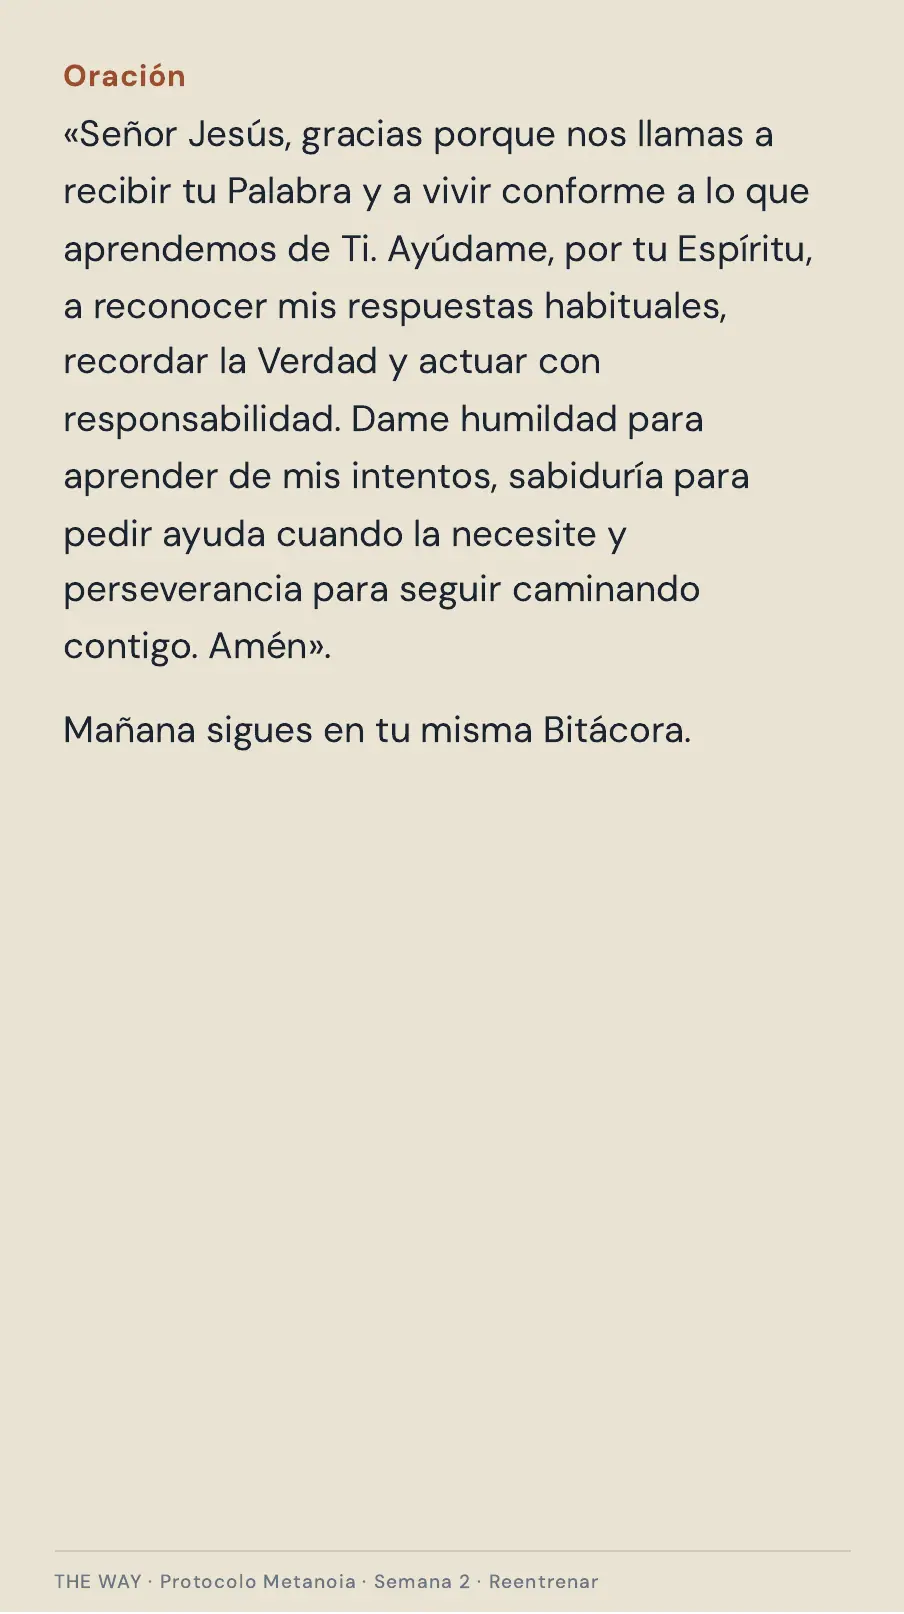 Oración
«Señor Jesús, gracias porque nos llamas a
recibir tu Palabra y a vivir conforme a lo que
aprendemos de Ti. Ayúdame, por tu Espíritu,
a reconocer mis respuestas habituales,
recordar la Verdad y actuar con
responsabilidad. Dame humildad para
aprender de mis intentos, sabiduría para
pedir ayuda cuando la necesite y
perseverancia para seguir caminando
contigo. Amén».
Mañana sigues en tu misma Bitácora.
THE WAY · Protocolo Metanoia · Semana 2 · Reentrenar